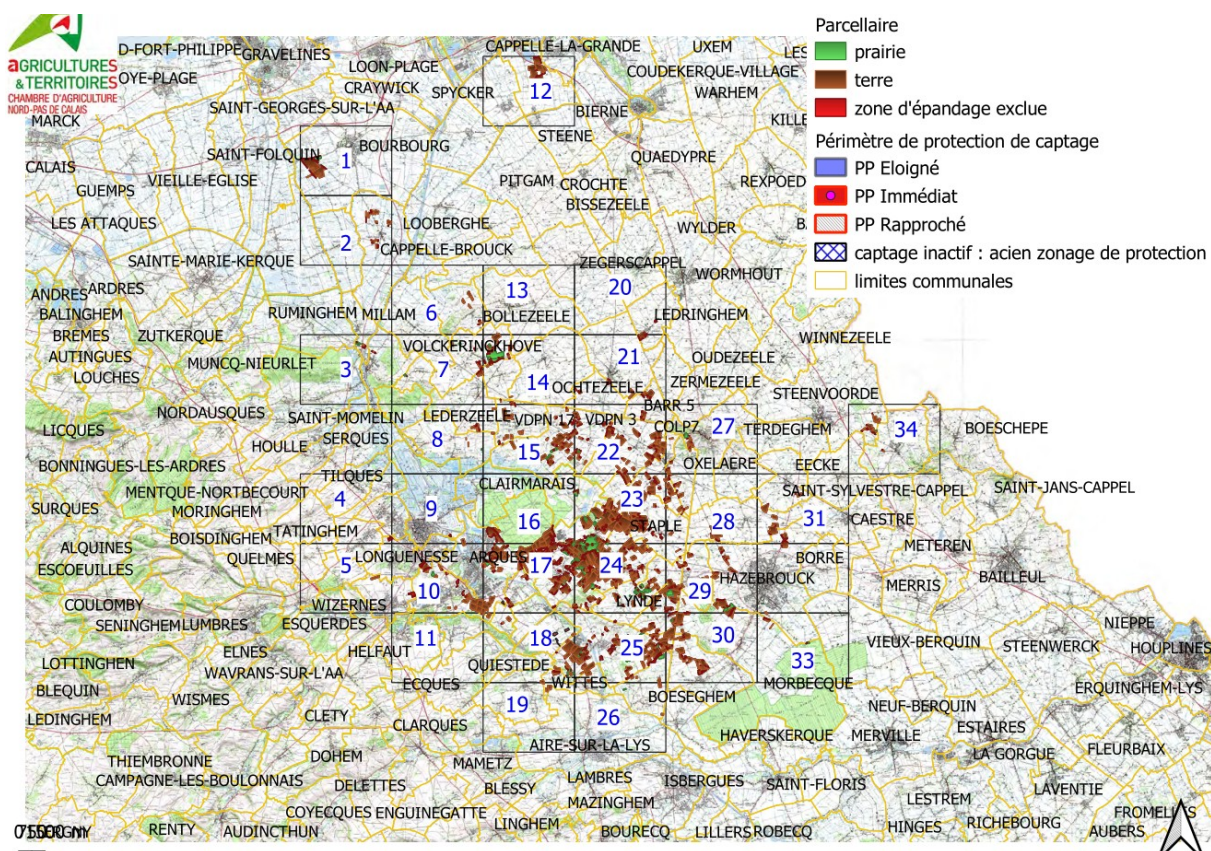 aGRICULTURES
& TERRITOIRES
CHAMBRE D'AGRICULTURE
NORD-PAS DE CALAIS
Parcellaire
prairie
terre
zone d'épandage exclue
Périmètre de protection de captage
PP Eloigné
PP Immédiat
PP Rapproché
captage inactif : acien zonage de protection
limites communales
D-FORT-PHILIPPE
GRAVELINES
CAPPELLE-LA-GRANDE
UXEM
LES
OYE-PLAGE
LOON-PLAGE
COUDEKERQUE-VILLAGE
CRAYWICK
SPYCKER
12
WARHEM
SAINT-GEORGES-SUR-L'AA
BIERNE
MARCK
STEENE
KILLE
BOURBOURG
SAINT-FOLQUIN
1
QUAEDYPRE
CALAIS
VIEILLE-EGLISE
PITGAM
CROCHTE
REXPOED
GUEMPS
BISSEZEELE
LES ATTAQUES
LOOBERGHE
WYLDER
2
CAPPELLE-BROUCK
SAINTE-MARIE-KERQUE
ZEGERSCAPPEL
WORMHOUT
ANDRES
ARDRES
13
20
BALINGHEM
RUMINGHEM
MILLAM
6
BOLLEZEELE
LEDRINGHEM
BREMES
ZUTKERQUE
WINNEZEELE
AUTINGUES
MUNCQ-NIEURLET
3
VOLCKERINCKHOVE
7
21
OUDEZEELE
LOUCHES
14
OCHTEZEELE
ZERMEZEELE
STEENVOORDE
NORDAUSQUES
SAINT-MOMELIN
LEDERZEELE
VDPN 17
VDPN 3
BARR 5
COLP7
27
TERDEGHEM
34
BOESCHEPE
LICQUES
HOULLE
SERQUES
8
15
22
BONNINGUES-LES-ARDRES
OXELAERE
EECKE
TILQUES
CLAIRMARAIS
MENTQUE-NORTBECOURT
4
23
SAINT-SYLVESTRE-CAPPEL
SAINT-JANS-CAPPEL
SURQUES
MORINGHEM
9
16
STAPLE
28
31
CAESTRE
TATINGHEM
BOISDINGHEM
ALQUINES
QUELMES
5
LONGUENESSE
ARQUES
17
24
BORRE
METEREN
ESCOEUILLES
BAILLEUL
10
29
HAZEBROUCK
MERRIS
COULOMBY
WIZERNES
LYNDE
SENINGHEM
LUMBRES
ESQUERDES
NIEPPE
ELNES
HELFAUT
11
18
25
30
VIEUX-BERQUIN
STEENWERCK
HOUPLINES
LOTTINGHEN
WAVRANS-SUR-L'AA
QUIESTEDE
33
BLEQUIN
WISMES
ECQUES
WITTES
BOESEGHEM
MORBECQUE
ERQUINGHEM-LYS
LEDINGHEM
CLETY
CLARQUES
19
26
NEUF-BERQUIN
ESTAIRES
HAVERSKERQUE
MERVILLE
AIRE-SUR-LA-LYS
LA GORGUE
FLEURBAIX
THIEMBRONNE
DOHEM
MAMETZ
CAMPAGNE-LES-BOULONNAIS
DELETTES
BLESSY
LAMBRES
ISBERGUES
SAINT-FLORIS
LAVENTIE
MAZINGHEM
LESTREM
COYECQUES
ENGUINEGATTE
FROMELLES
LINGHEM
RICHEBOURG
RENTY
AUDINCTHUN
BOURECQ
LILLERS
ROBECQ
HINGES
AUBERS